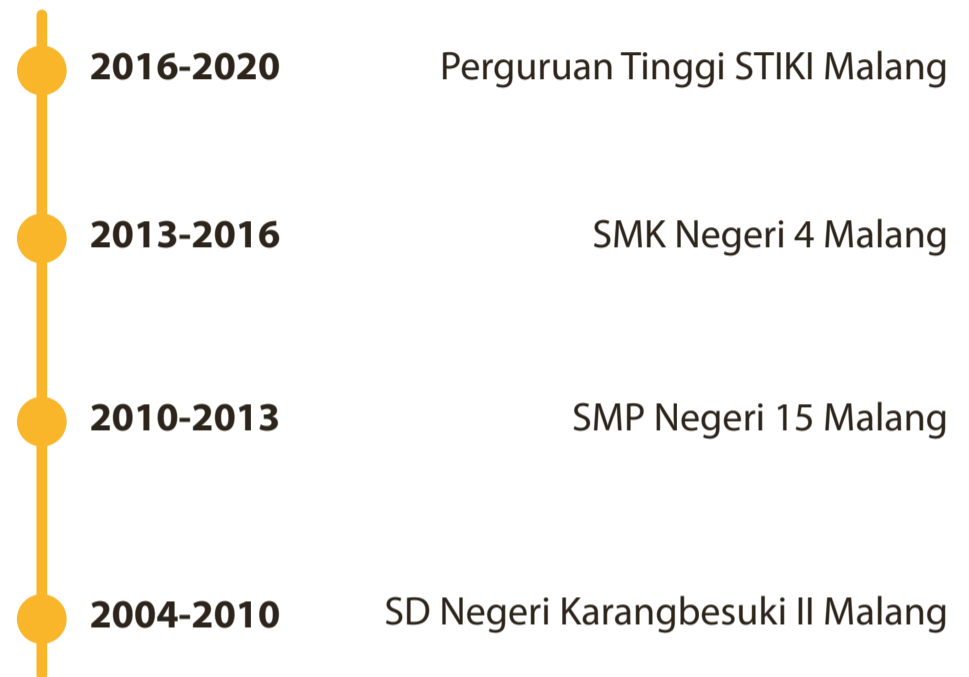 2016-2020 Perguruan Tinggi STIKI Malang
2013-2016 SMK Negeri 4 Malang
2010-2013 SMP Negeri 15 Malang
2004-2010 SD Negeri Karangbesuki II Malang